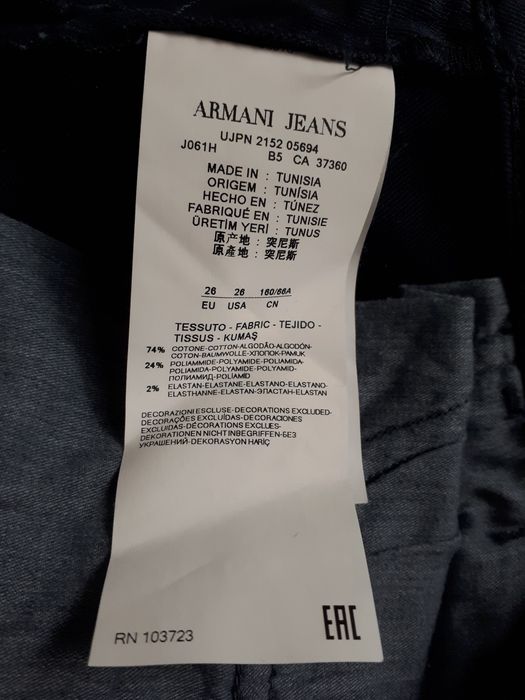 ARMANI JEANS
UJPN 2152 05694
J061H B5 CA 37360
MADE IN : TUNISIA
ORIGEM : TUNÍSIA
HECHO EN : TÚNEZ
FABRIQUÉ EN : TUNISIE
ÜRETİM YERİ : TUNUS
原产地 : 突尼斯
原產地 : 突尼斯
26 26 160/66A
EU USA CN
TESSUTO - FABRIC - TEJIDO -
TISSUS - KUMAŞ
74% COTONE-COTTON-ALGODÃO-ALGODÓN-
COTON-BAUMWOLLE-ХЛОПОК-PAMUK
24% POLIAMMIDE-POLYAMIDE-POLIAMIDA-
POLIAMIDA-POLYAMIDE-POLYAMID-
ПОЛИАМИД-POLİAMİD
2% ELASTAN-ELASTANE-ELASTANO-ELASTANO-
ELASTHANNE-ELASTAN-ЭЛАСТАН-ELASTAN
DECORAZIONI ESCLUSE-DECORATIONS EXCLUDED-
DECORAÇÕES EXCLUÍDAS-DECORACIONES
EXCLUIDAS-DÉCORATIONS EXCLUES-
DEKORATIONEN NICHT INBEGRIFFEN-БЕЗ
УКРАШЕНИЙ-DEKORASYON HARİÇ
RN 103723
EAC